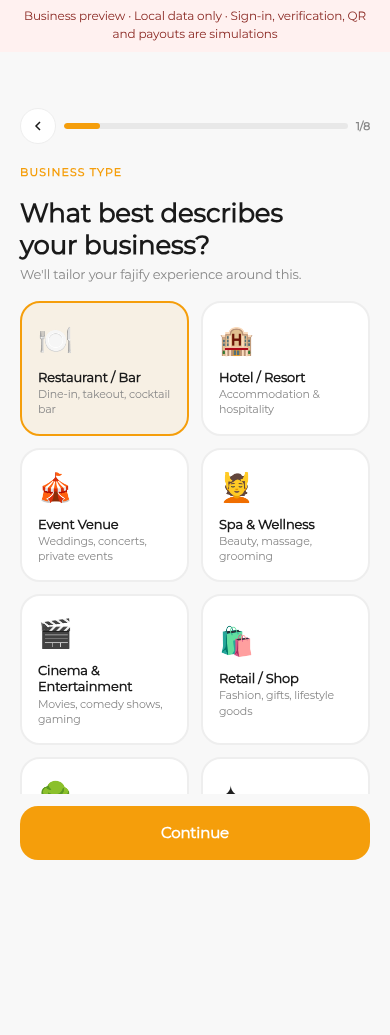 Business preview · Local data only · Sign-in, verification, QR
and payouts are simulations
1/8
BUSINESS TYPE
What best describes
your business?
We'll tailor your fajify experience around this.
Restaurant / Bar
Dine-in, takeout, cocktail
bar
Hotel / Resort
Accommodation &
hospitality
Event Venue
Weddings, concerts,
private events
Spa & Wellness
Beauty, massage,
grooming
Cinema &
Entertainment
Movies, comedy shows,
gaming
Retail / Shop
Fashion, gifts, lifestyle
goods
Continue